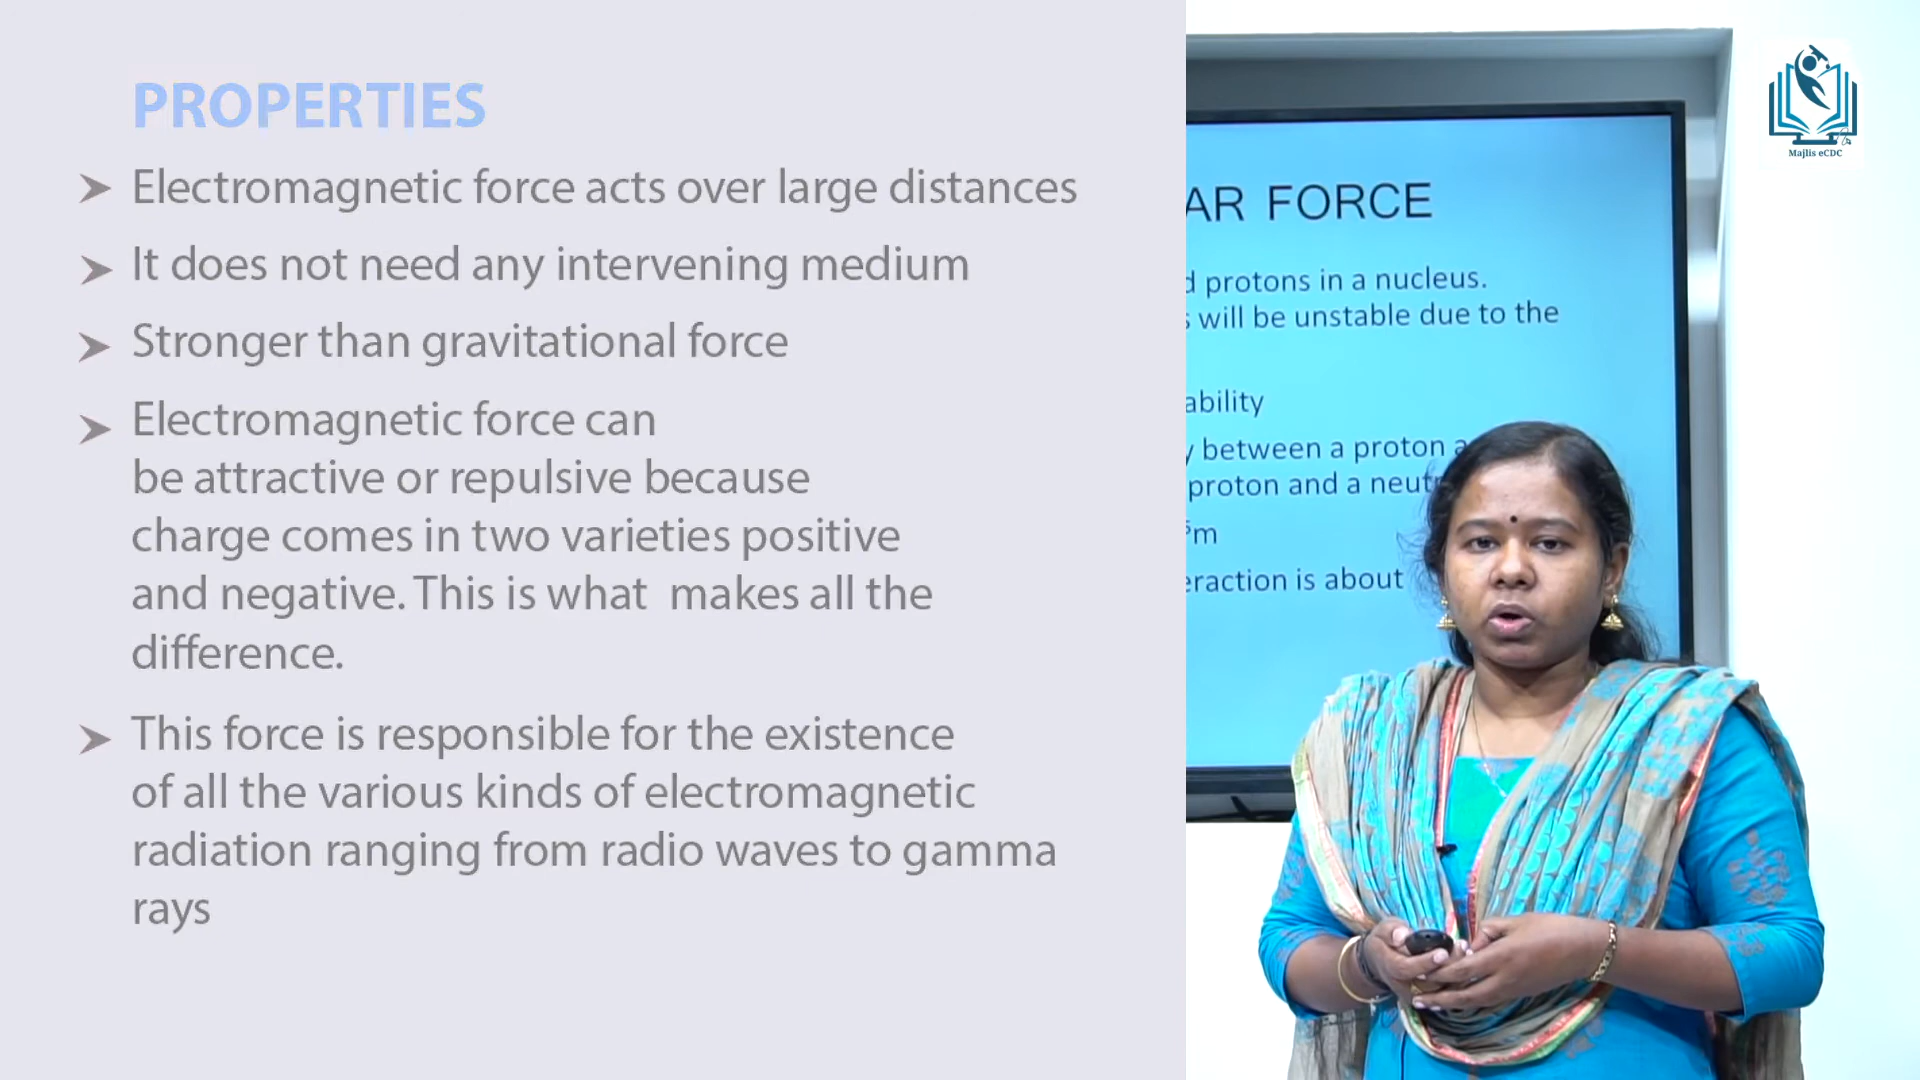 PROPERTIES
Electromagnetic force acts over large distances
It does not need any intervening medium
Stronger than gravitational force
Electromagnetic force can
be attractive or repulsive because
charge comes in two varieties positive
and negative. This is what makes all the
difference.
This force is responsible for the existence
of all the various kinds of electromagnetic
radiation ranging from radio waves to gamma
rays
AR FORCE
d protons in a nucleus.
s will be unstable due to the
ability
y between a proton a
proton and a neut
m
eraction is about
Majlis eCDC